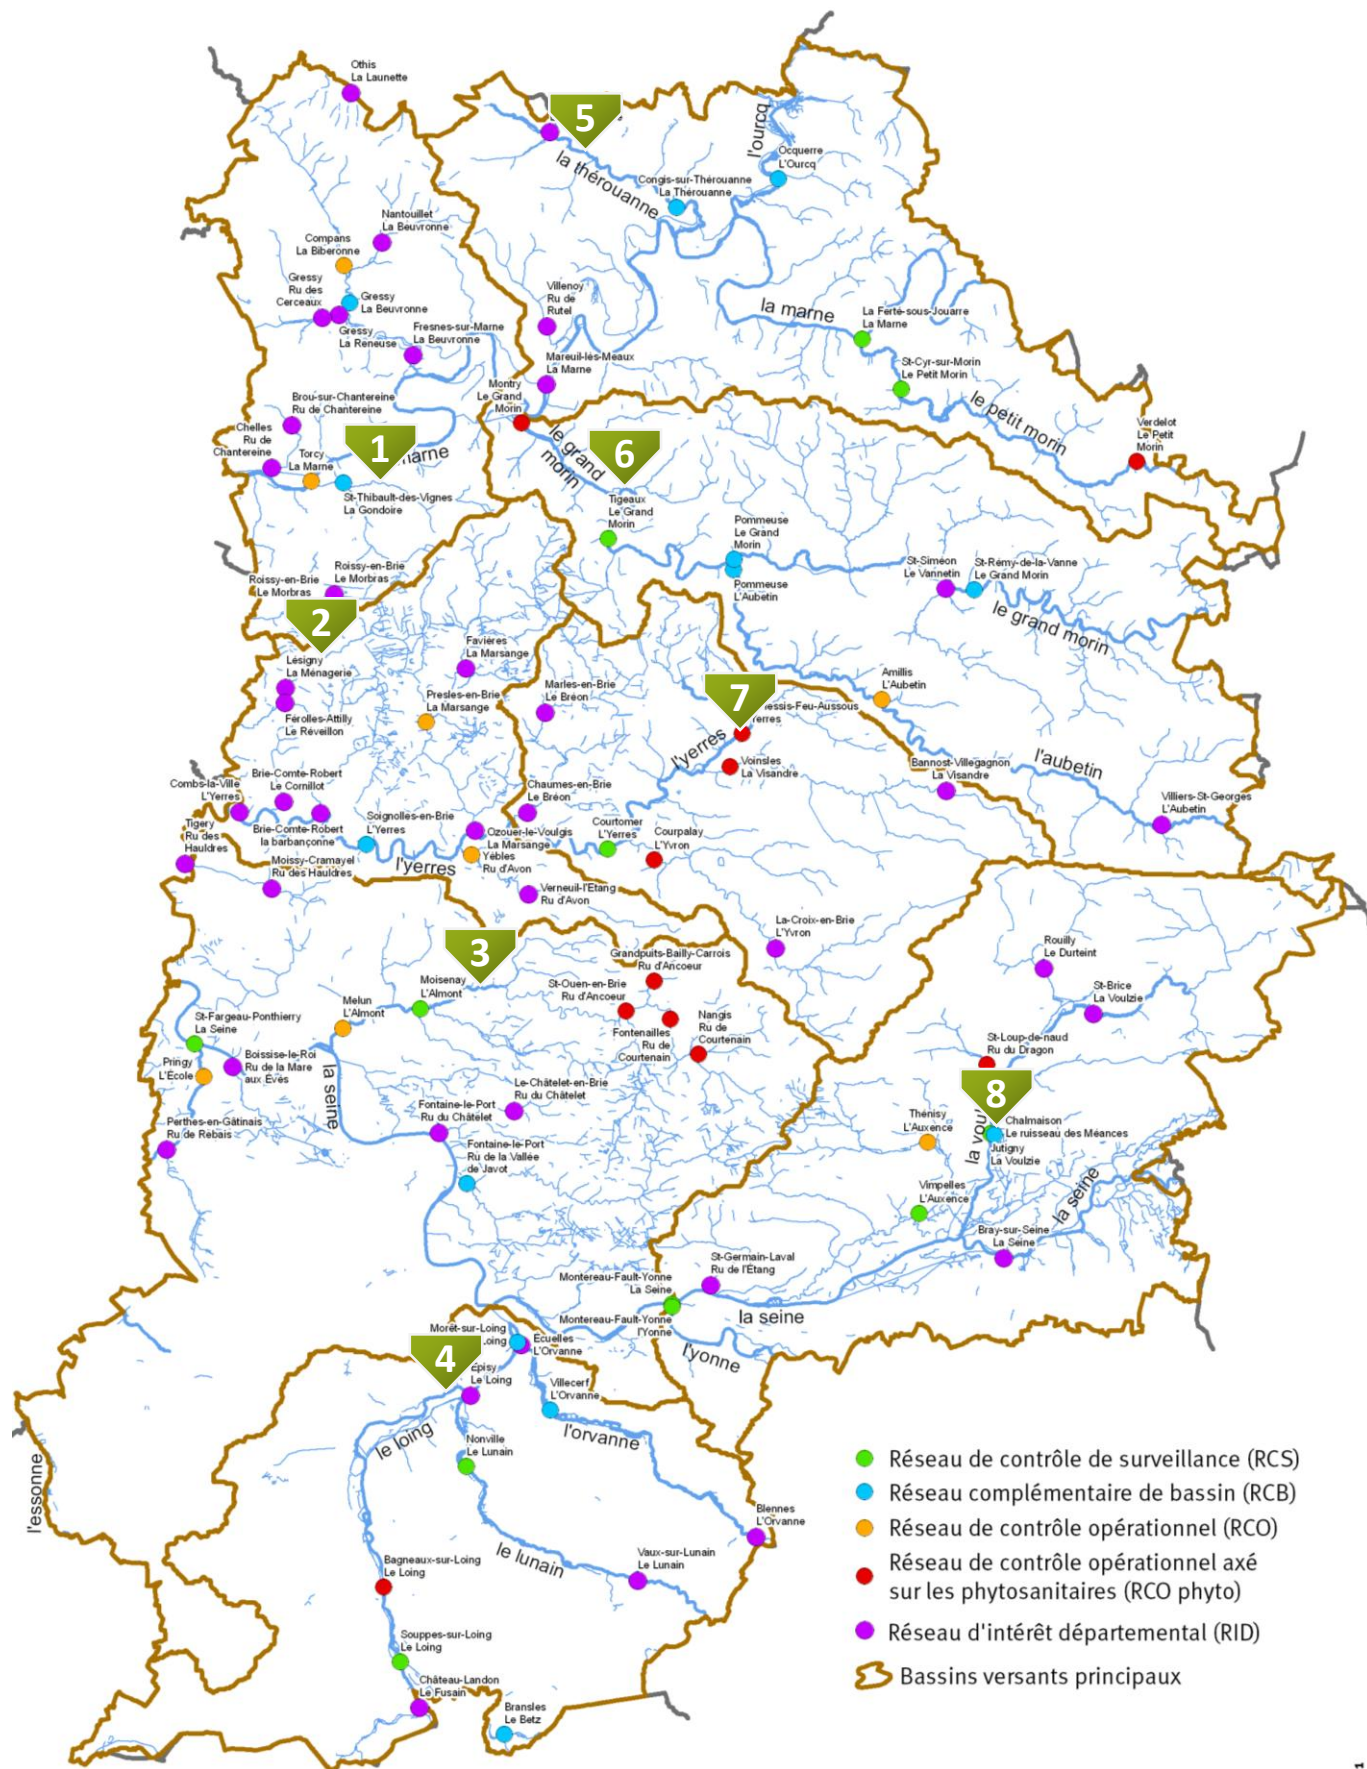 Othis
La Launette
5
l'ourcq
la thérouanne
Ocquerre
L'Ourcq
Congis-sur-Thérouanne
La Thérouanne
Nantouillet
La Beuvronne
Compans
La Biberonne
Gressy
Ru des
Cerceaux
Gressy
La Beuvronne
Gressy
La Reneuse
Fresnes-sur-Marne
La Beuvronne
Villenoy
Ru de
Rutel
la marne
La Ferté-sous-Jouarre
La Marne
Mareuil-lès-Meaux
La Marne
St-Cyr-sur-Morin
Le Petit Morin
Montry
Le Grand
Morin
le petit morin
Verdelot
Le Petit
Morin
Brou-sur-Chantereine
Ru de Chantereine
Chelles
Ru de
Chantereine
Torcy
La Marne
1
marne
St-Thibault-des-Vignes
La Gondoire
le grand
morin
6
Tigeaux
Le Grand
Morin
Pommeuse
Le Grand
Morin
Pommeuse
L'Aubetin
St-Siméon
Le Vannetin
St-Rémy-de-la-Vanne
Le Grand Morin
le grand morin
Roissy-en-Brie
Le Morbras
Roissy-en-Brie
Le Morbras
2
Lésigny
La Ménagerie
Férolles-Attilly
Le Réveillon
Favières
La Marsange
Presles-en-Brie
La Marsange
Marles-en-Brie
Le Bréon
7
lessis-Feu-Aussous
Yerres
l'yerres
Voinsles
La Visandre
Amillis
L'Aubetin
Bannost-Villegagnon
La Visandre
l'aubetin
Villiers-St-Georges
L'Aubetin
Combs-la-Ville
L'Yerres
Brie-Comte-Robert
Le Cornillot
Brie-Comte-Robert
la barbançonne
Soignolles-en-Brie
L'Yerres
Chaumes-en-Brie
Le Bréon
Ozouer-le-Voulgis
La Marsange
Yèbles
Ru d'Avon
Courtomer
L'Yerres
Courpalay
L'Yvron
Tigery
Ru des
Hauldres
Moissy-Cramayel
Ru des Hauldres
l'yerres
Verneuil-l'Etang
Ru d'Avon
La-Croix-en-Brie
L'Yvron
3
Moisenay
L'Almont
Melun
L'Almont
Grandpuits-Bailly-Carrois
Ru d'Ancoeur
St-Ouen-en-Brie
Ru d'Ancoeur
Fontenailles
Ru de
Courtenain
Nangis
Ru de
Courtenain
Rouilly
Le Durteint
St-Brice
La Voulzie
St-Loup-de-naud
Ru du Dragon
St-Fargeau-Ponthierry
La Seine
Pringy
L'École
Boissise-le-Roi
Ru de la Mare
aux Évés
la seine
Perthes-en-Gâtinais
Ru de Rebais
Le-Châtelet-en-Brie
Ru du Châtelet
Fontaine-le-Port
Ru du Châtelet
Fontaine-le-Port
Ru de la Vallée
de Javot
8
la vou
Chalmaison
Le ruisseau des Méances
Jutigny
La Voulzie
Thénisy
L'Auxence
Vimpelles
L'Auxence
Bray-sur-Seine
La Seine
la seine
St-Germain-Laval
Ru de l'Étang
Montereau-Fault-Yonne
La Seine
Montereau-Fault-Yonne
l'Yonne
la seine
l'yonne
Morêt-sur-Loing
Loing
Ecuelles
L'Orvanne
4
Episy
Le Loing
Villecerf
L'Orvanne
l'orvanne
le loing
Nonville
Le Lunain
l'essonne
Blennes
L'Orvanne
le lunain
Vaux-sur-Lunain
Le Lunain
Bagneaux-sur-Loing
Le Loing
Souppes-sur-Loing
Le Loing
Château-Landon
Le Fusain
Bransles
Le Betz
Réseau de contrôle de surveillance (RCS)
Réseau complémentaire de bassin (RCB)
Réseau de contrôle opérationnel (RCO)
Réseau de contrôle opérationnel axé
sur les phytosanitaires (RCO phyto)
Réseau d'intérêt départemental (RID)
Bassins versants principaux
1